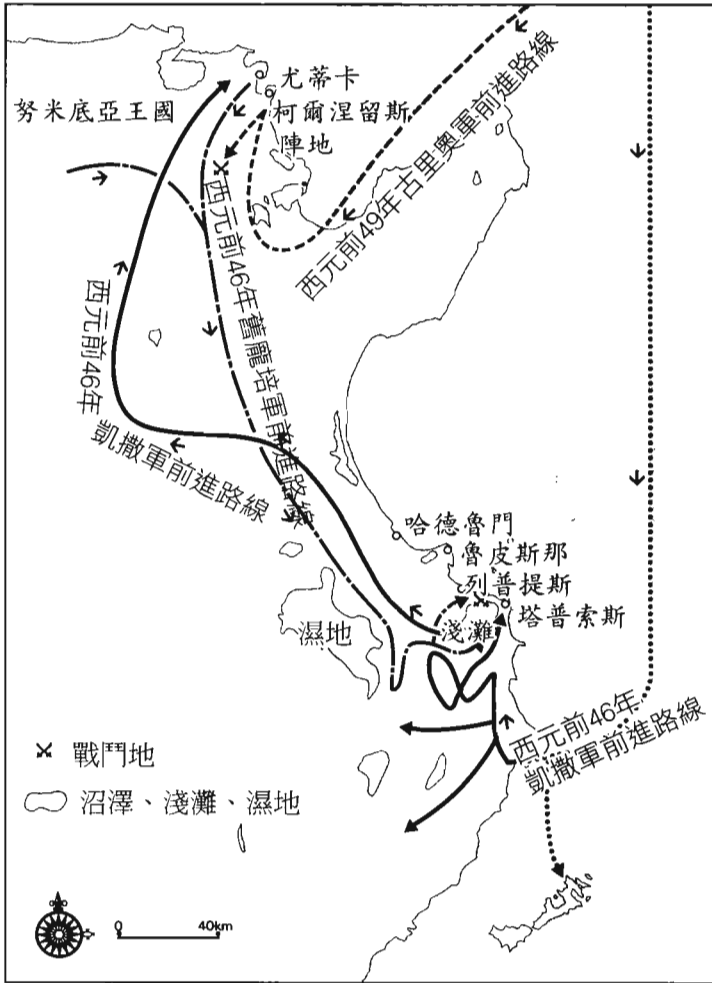 尤蒂卡
努米底亞王國
柯爾涅留斯
陣地
西元前49年古里奧軍前進路線
西元前46年舊龐培軍前進路線
西元前46年
凱撒軍前進路線
哈德魯門
魯皮斯那
列普提斯
塔普索斯
淺灘
濕地
西元前46年
凱撒軍前進路線
戰鬥地
沼澤、淺灘、濕地
0 40km